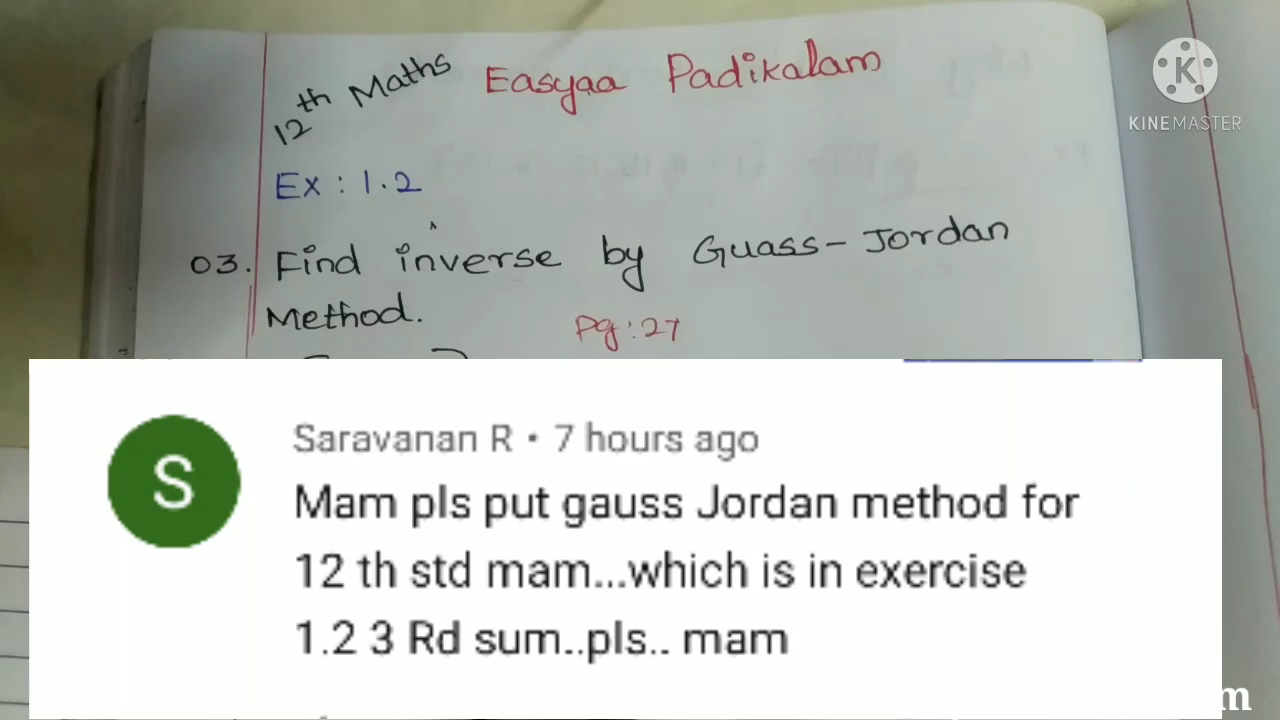 12th Maths Easyaa Padikalam
KINEMASTER
Ex : 1.2
03. Find inverse by Guass-Jordan
Method.
Pg: 27
S
Saravanan R • 7 hours ago
Mam pls put gauss Jordan method for
12 th std mam...which is in exercise
1.2 3 Rd sum..pls.. mam
m